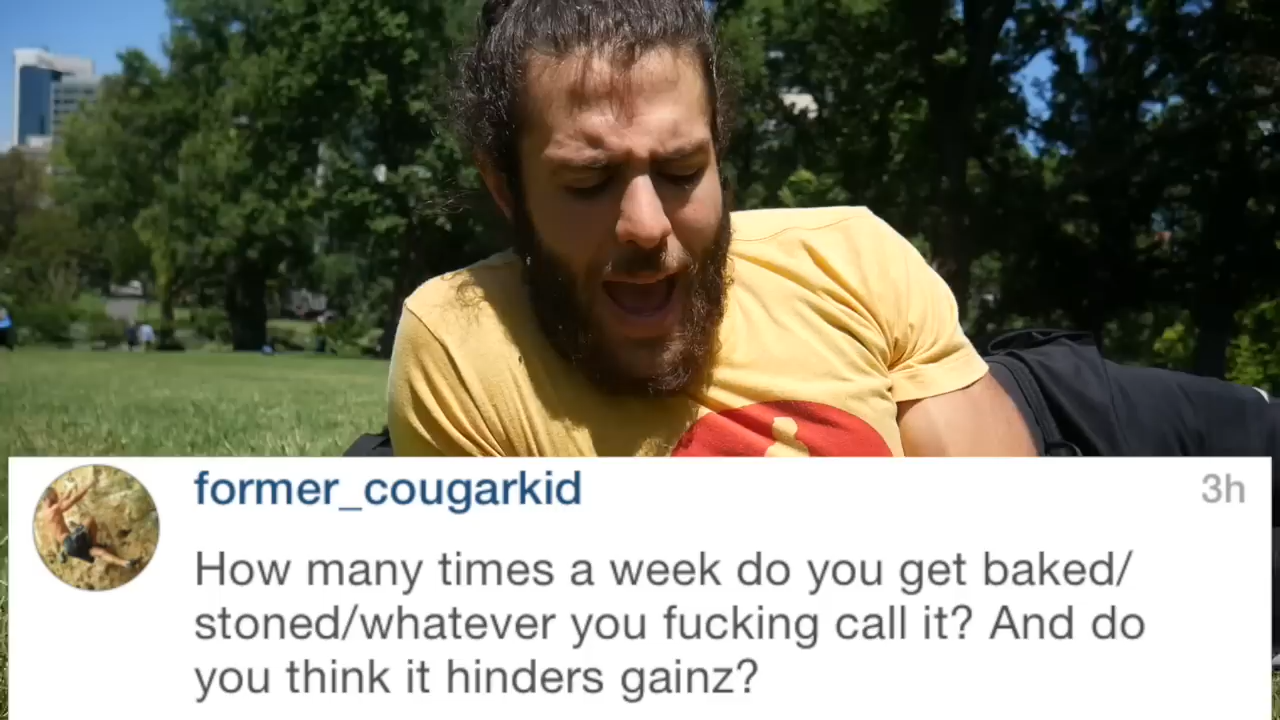 former_cougarkid
3h
How many times a week do you get baked/
stoned/whatever you fucking call it? And do
you think it hinders gainz?